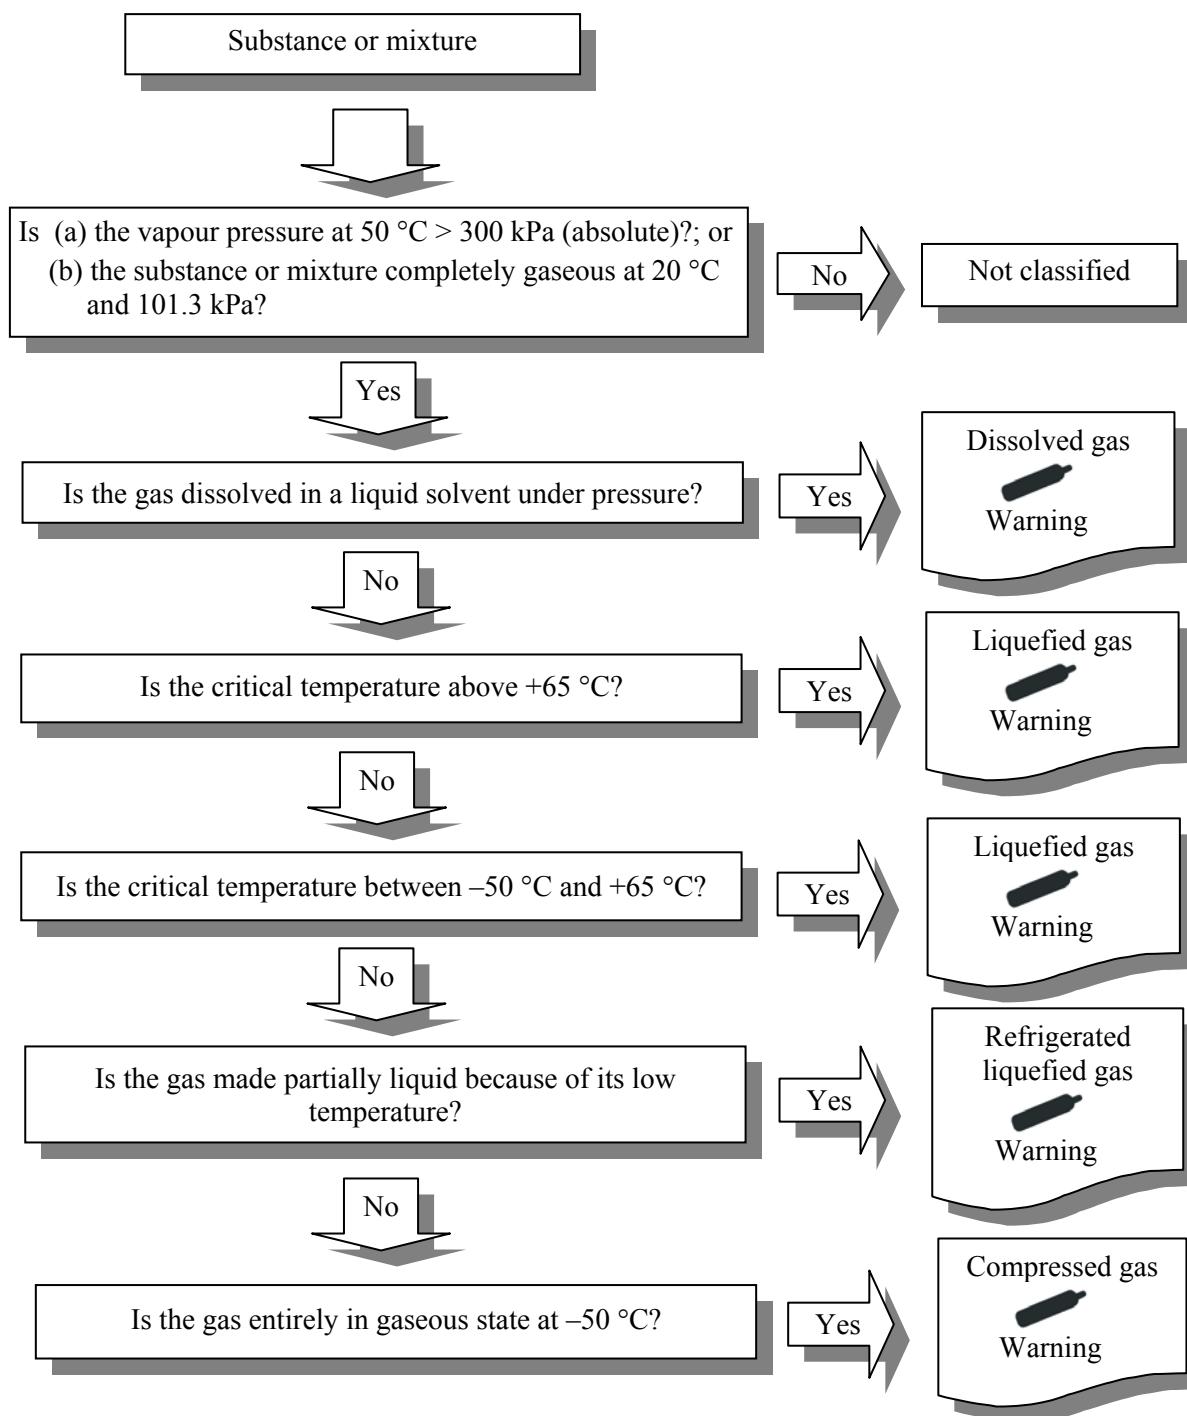 Substance or mixture
Is (a) the vapour pressure at 50 °C > 300 kPa (absolute)?; or
(b) the substance or mixture completely gaseous at 20 °C
and 101.3 kPa?
No
Not classified
Yes
Is the gas dissolved in a liquid solvent under pressure?
Yes
Dissolved gas
Warning
No
Is the critical temperature above +65 °C?
Yes
Liquefied gas
Warning
No
Is the critical temperature between –50 °C and +65 °C?
Yes
Liquefied gas
Warning
No
Is the gas made partially liquid because of its low
temperature?
Yes
Refrigerated
liquefied gas
Warning
No
Is the gas entirely in gaseous state at –50 °C?
Yes
Compressed gas
Warning